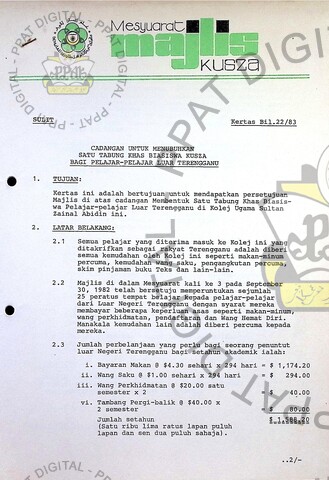 Mesyuarat
majlis
KUSZA
SULIT
Kertas Bil.22/83
CADANGAN UNTUK MENUBUHKAN
SATU TABUNG KHAS BIASISWA KUSZA
BAGI PELAJAR-PELAJAR LUAR TERENGGANU
1. TUJUAN:
Kertas ini adalah bertujuan untuk mendapatkan persetujuan
Majlis di atas cadangan Membentuk Satu Tabung Khas Biasis-
wa Pelajar-pelajar Luar Terengganu di Kolej Ugama Sultan
Zainal Abidin ini.
2. LATAR BELAKANG:
2.1 Semua pelajar yang diterima masuk ke Kolej ini yang
ditakrifkan sebagai rakyat Terengganu adalah diberi
semua kemudahan oleh Kolej ini seperti makan-minum
percuma, kemudahan wang saku, pengangkutan percuma,
skim pinjaman buku Teks dan lain-lain.
2.2 Majlis di dalam Mesyuarat kali ke 3 pada September
30, 1982 telah bersetuju memperuntukan sejumlah
25 peratus tempat belajar kepada pelajar-pelajar
dari Luar Negeri Terengganu dengan syarat mereka
membayar beberapa keperluan asas seperti makan-minum,
wang perkhidmatan, pendaftaran dan Wang Hemat Diri.
Manakala kemudahan lain adalah diberi percuma kepada
mereka.
2.3 Jumlah perbelanjaan yang perlu bagi seorang penuntut
luar Negeri Terengganu bagi satu tahun akademik ialah:
i. Bayaran Makan @ $4.30 sehari x 294 hari = $ 1,174.20
ii. Wang Saku @ $1.00 sehari x 294 hari = $ 294.00
iii. Wang Perkhidmatan @ $20.00 satu
semister x 2 = $ 40.00
vi. Tambang Pergi-balik @ $40.00 x
2 semester = $ 80.00
Jumlah setahun
(Satu ribu lima ratus lapan puluh
lapan dan sen dua puluh sahaja).
..2/-
PPAT DIGITAL